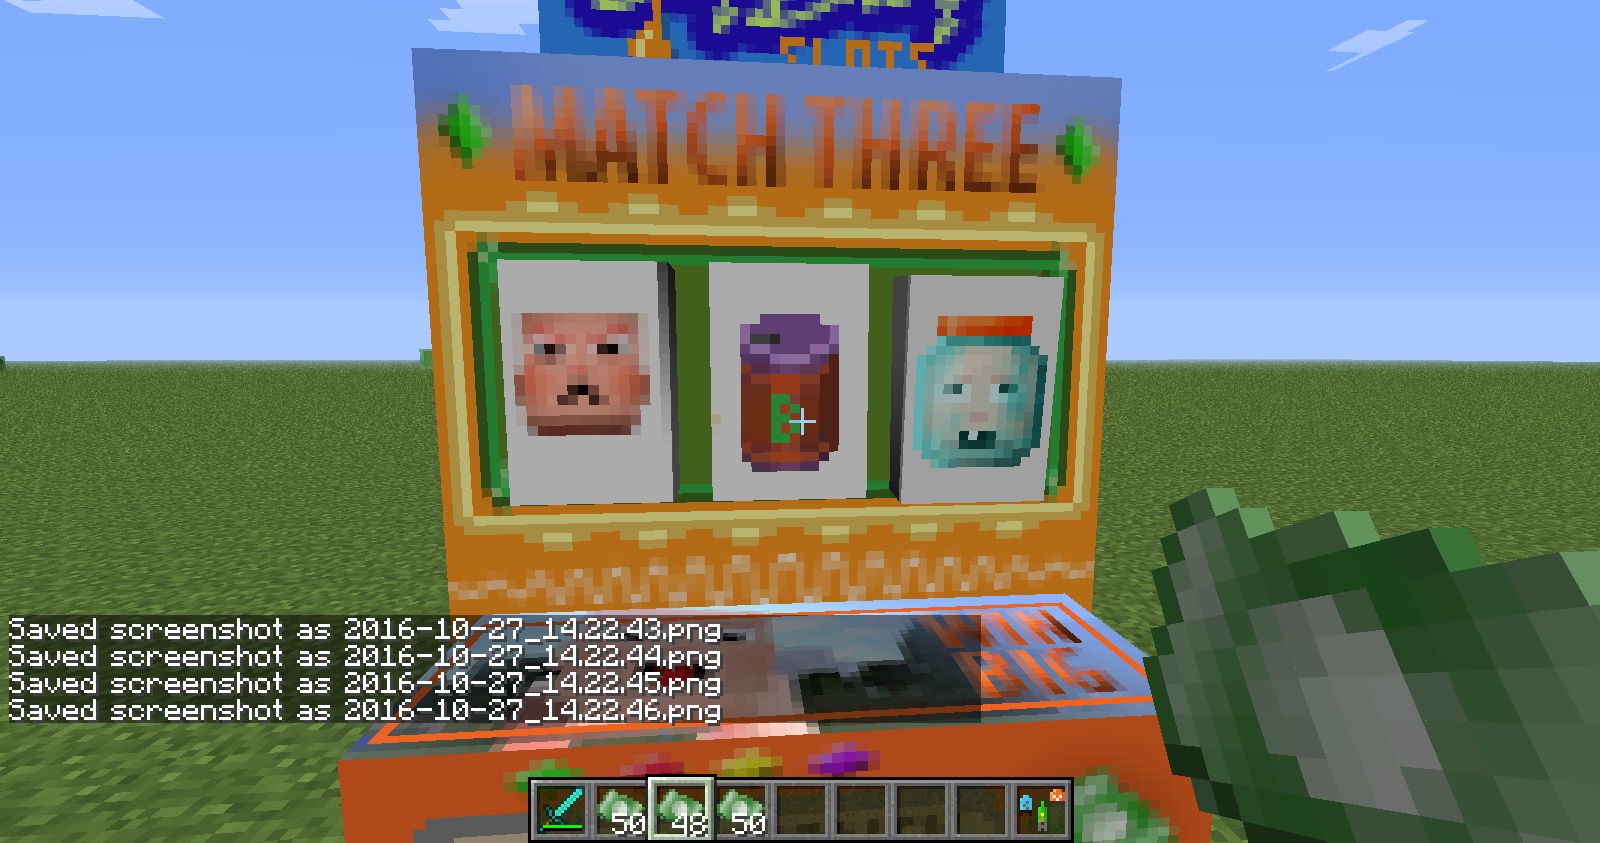 SLOTS
MATCH THREE
B
WIN
BIG
Saved screenshot as 2016-10-27_14.22.43.png
Saved screenshot as 2016-10-27_14.22.44.png
Saved screenshot as 2016-10-27_14.22.45.png
Saved screenshot as 2016-10-27_14.22.46.png
50
48
50